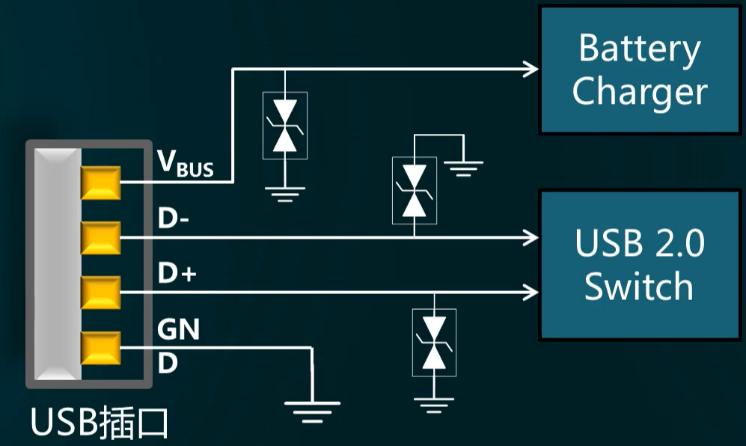 Battery
Charger
VBUS
D-
USB 2.0
Switch
D+
GN
D
USB插口